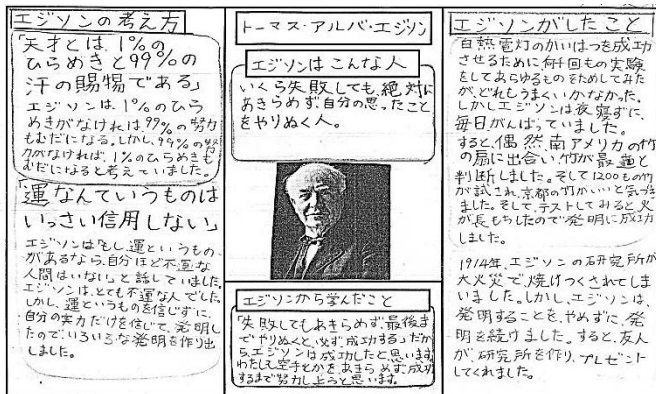 エジソンの考え方
「天才とは、1%の
ひらめきと99%の
汗の賜物である」
エジソンは、1%のひら
めきがなければ、99%の努力
もむだになる。しかし、99%の努
力がなければ、1%のひらめきも
むだになると考えていました。
「運なんていうものは
いっさい信用しない」
エジソンは「もし、運というもの
があるなら、自分ほど不運な
人間はいない」と話していました。
エジソンは、とても不運な人でした。
しかし、運というものを信じずに、
自分の実力だけを信じて、発明し
たので、いろいろな発明を作り出
しました。
トーマス・アルバ・エジソン
エジソンはこんな人
いくら失敗しても、絶対に
あきらめず、自分の思ったこと
をやりぬく人。
エジソンから学んだこと
「失敗してもあきらめず、最後ま
でやりぬくと、必ず成功する」だか
ら、エジソンは成功したと思います。
わたしも空手とかを、あきらめず、成功
するまで努力しようと思います。
エジソンがしたこと
白熱電灯のかいはつを成功
させるために何千回もの実験
をしてあらゆるものをためしてみた
が、どれもうまくいかなかった。
しかしエジソンは夜寝ずに、
毎日がんばっていました。
すると、偶然、南アメリカの竹
の扇に出合い、竹が最適と
判断しました。そして1200もの竹
が試され、京都の竹がいいと気づき
ました。そして、テストしてみると、火
が長もちしたので発明に成功
しました。
1914年、エジソンの研究所が
大火災で、焼けつくされてしま
いました。しかし、エジソンは、
発明することを、やめずに、発
明を続けました。すると、友人
が、研究所を作り、プレゼント
してくれました。